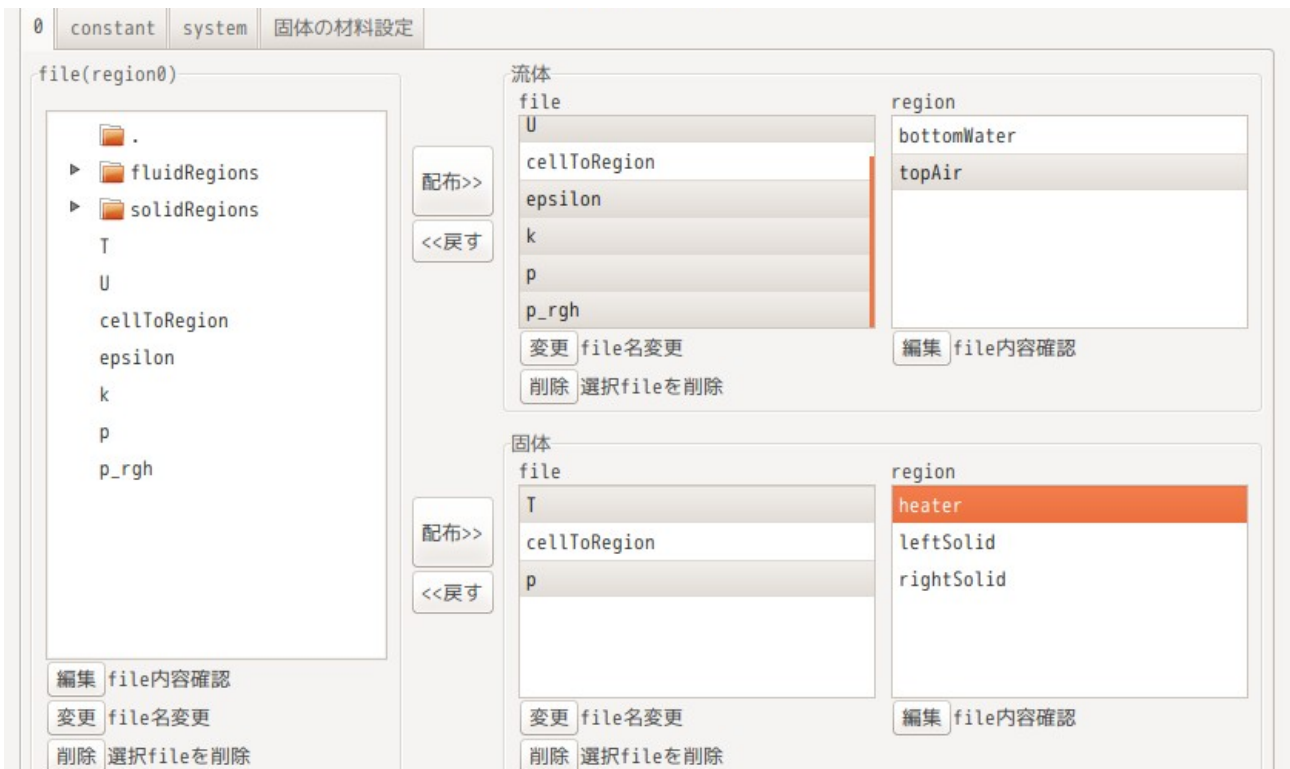 0 constant system 固体の材料設定
file(region0)
.
fluidRegions
solidRegions
T
U
cellToRegion
epsilon
k
p
p_rgh
編集 file内容確認
変更 file名変更
削除 選択fileを削除
配布>>
<<戻す
流体
file
U
cellToRegion
epsilon
k
p
p_rgh
変更 file名変更
削除 選択fileを削除
region
bottomWater
topAir
編集 file内容確認
配布>>
<<戻す
固体
file
T
cellToRegion
p
変更 file名変更
削除 選択fileを削除
region
heater
leftSolid
rightSolid
編集 file内容確認